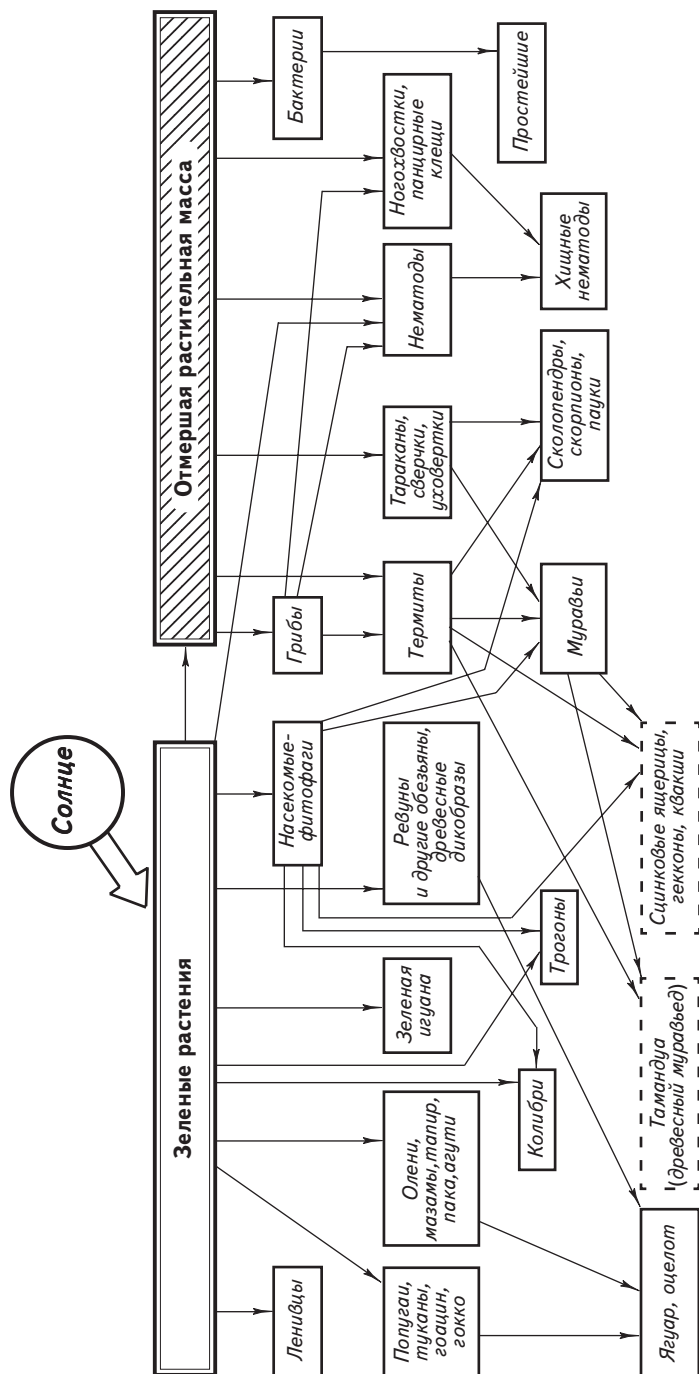 Солнце
Зеленые растения
Отмершая растительная масса
Ленивцы
Насекомые-
фитофаги
Грибы
Бактерии
Попугаи,
туканы,
гоацин,
гокко
Олени,
мазамы, тапир,
пака, агути
Зеленая
игуана
Ревуны
и другие обезьяны,
древесные
дикобразы
Термиты
Тараканы,
сверчки,
уховертки
Нематоды
Ногохвостки,
панцирные
клещи
Колибри
Трогоны
Муравьи
Сколопендры,
скорпионы,
пауки
Хищные
нематоды
Простейшие
Ягуар, оцелот
Тамандуа
(древесный муравьед)
Сцинковые ящерицы,
гекконы, квакши